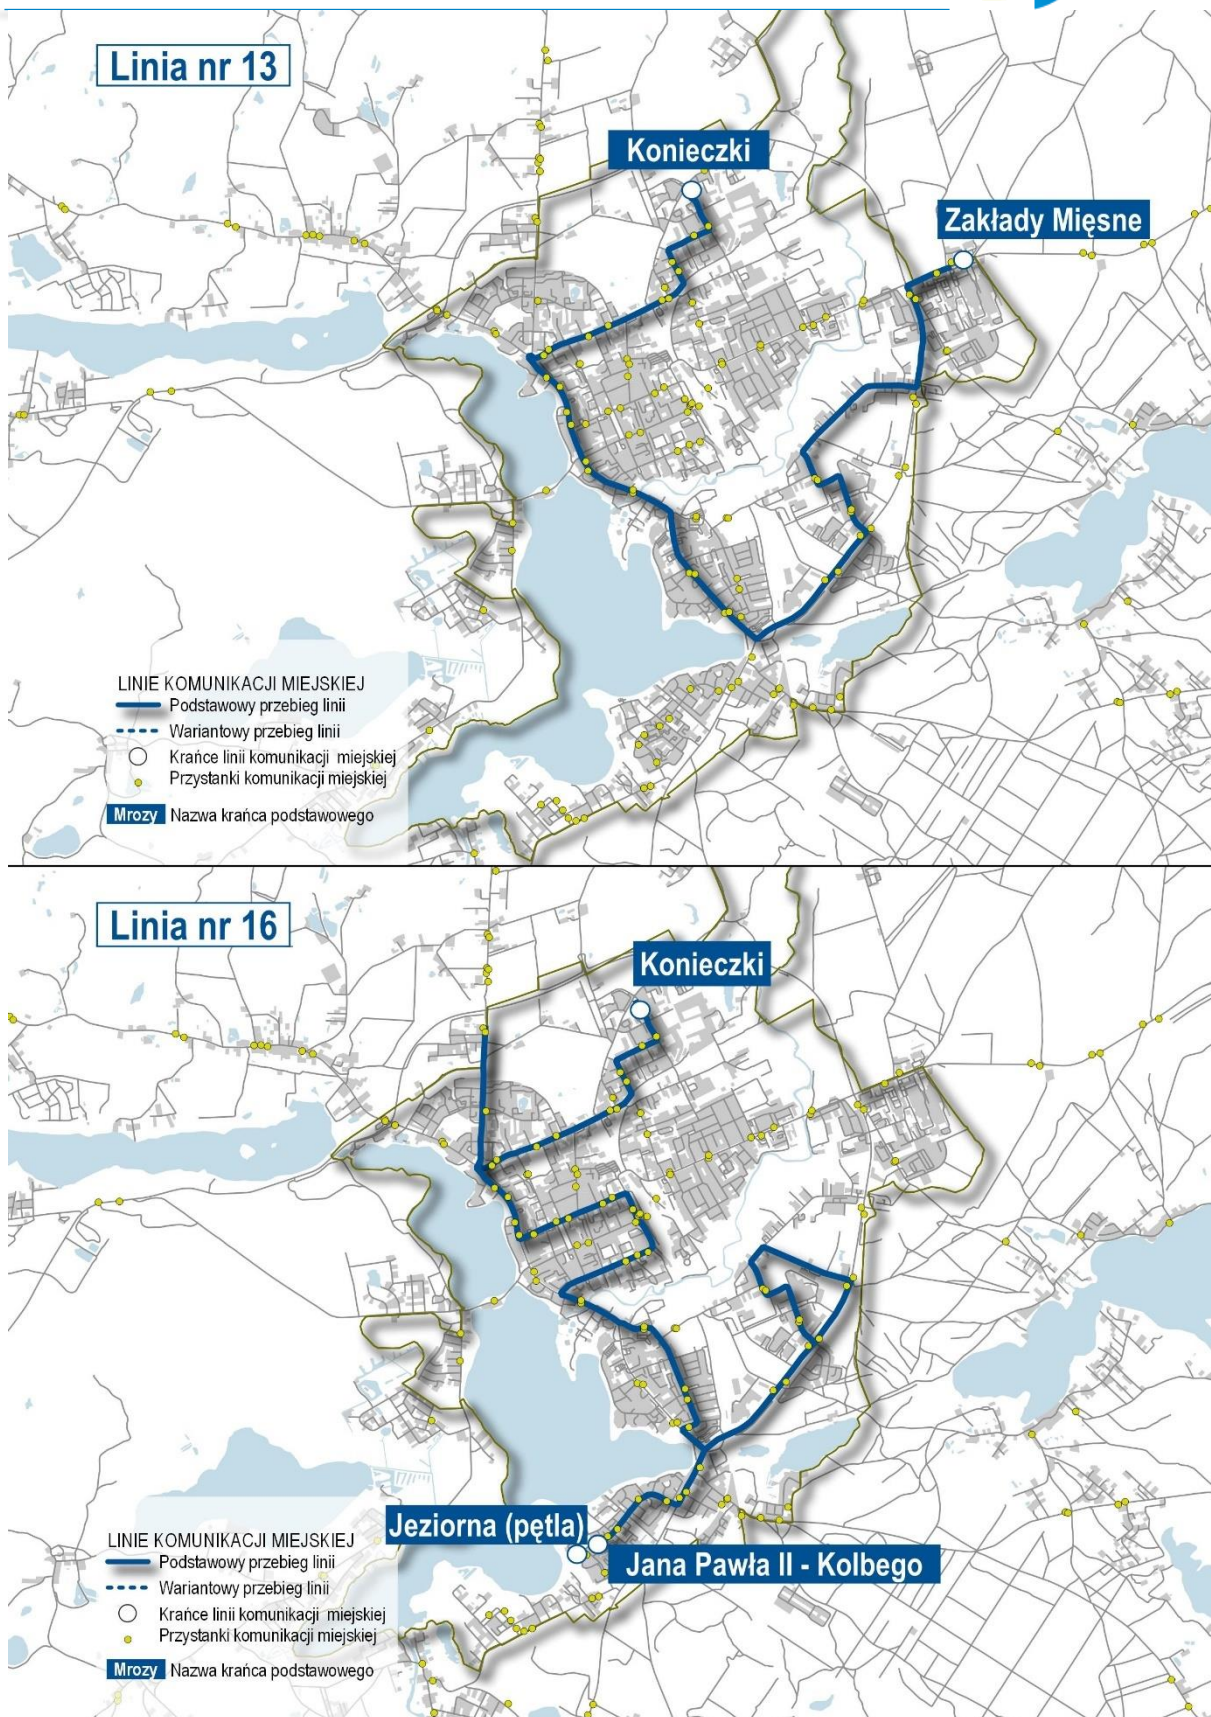 Linia nr 13
Konieczki
Zakłady Mięsne
LINIE KOMUNIKACJI MIEJSKIEJ
Podstawowy przebieg linii
Wariantowy przebieg linii
Krańce linii komunikacji miejskiej
Przystanki komunikacji miejskiej
Mrozy Nazwa krańca podstawowego
Linia nr 16
Konieczki
Jeziorna (pętla)
Jana Pawła II - Kolbego
LINIE KOMUNIKACJI MIEJSKIEJ
Podstawowy przebieg linii
Wariantowy przebieg linii
Krańce linii komunikacji miejskiej
Przystanki komunikacji miejskiej
Mrozy Nazwa krańca podstawowego